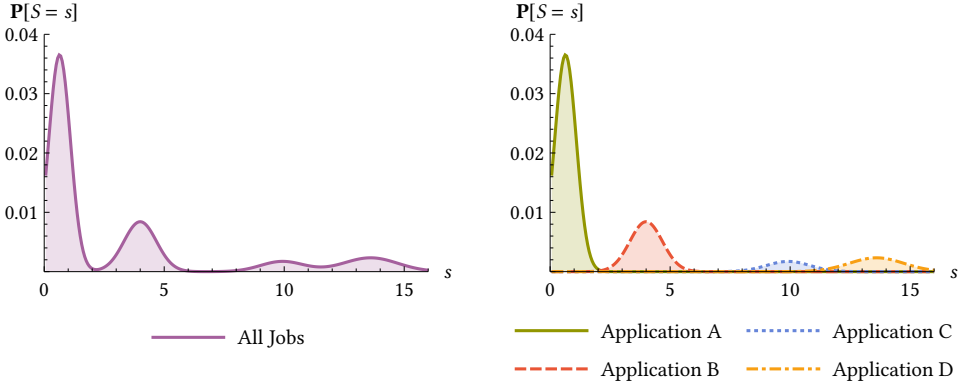 P[S = s]
0.04
0.03
0.02
0.01
0 5 10 15 s
All Jobs
P[S = s]
0.04
0.03
0.02
0.01
0 5 10 15 s
Application A Application C
Application B Application D